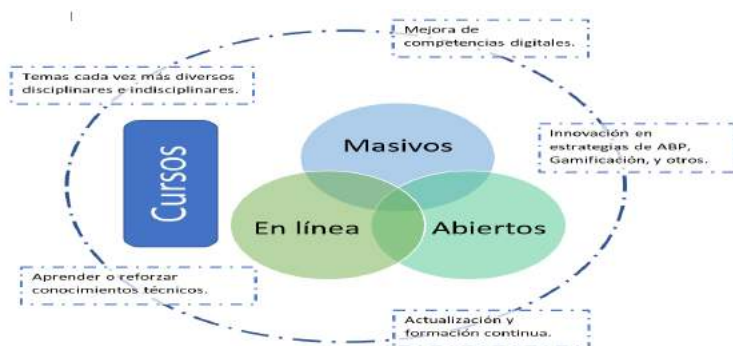 Mejora de
competencias digitales.
Temas cada vez más diversos
disciplinares e indisciplinares.
Cursos
Masivos
Innovación en
estrategias de ABP,
Gamificación, y otros.
En línea
Abiertos
Aprender o reforzar
conocimientos técnicos.
Actualización y
formación continua.